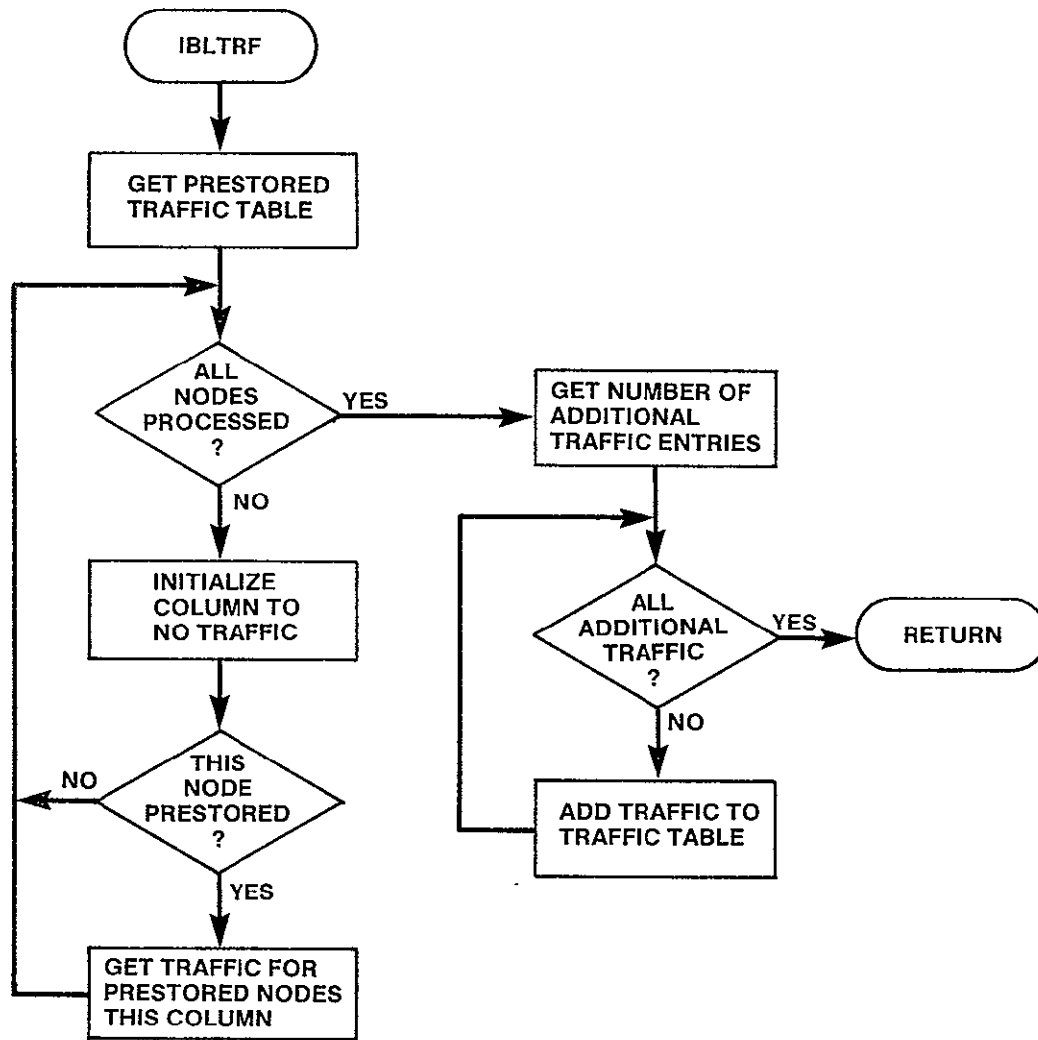 IBLTRF
GET PRESTORED
TRAFFIC TABLE
ALL
NODES
PROCESSED
?
YES
NO
INITIALIZE
COLUMN TO
NO TRAFFIC
THIS
NODE
PRESTORED
?
NO
YES
GET TRAFFIC FOR
PRESTORED NODES
THIS COLUMN
GET NUMBER OF
ADDITIONAL
TRAFFIC ENTRIES
ALL
ADDITIONAL
TRAFFIC
?
YES
NO
RETURN
ADD TRAFFIC TO
TRAFFIC TABLE